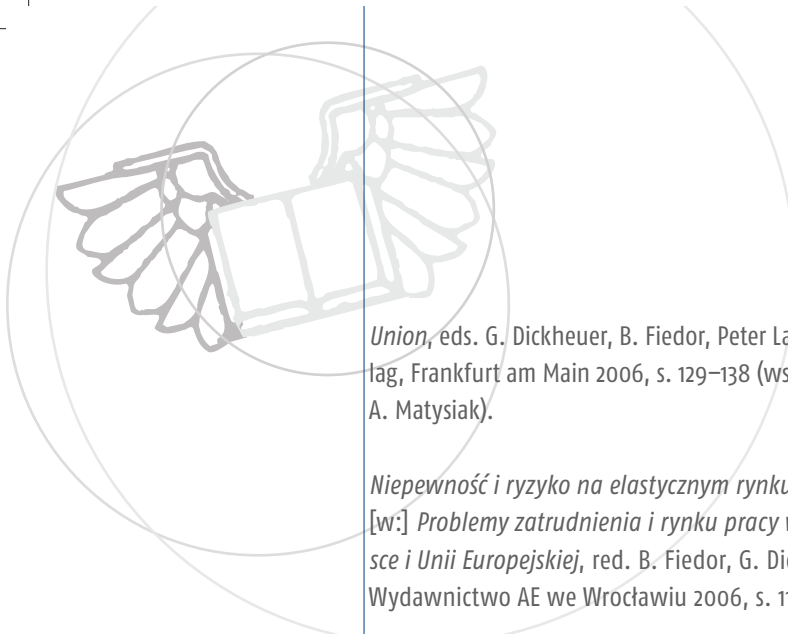 Union, eds. G. Dickheuer, B. Fiedor, Peter La
lag, Frankfurt am Main 2006, s. 129–138 (ws
A. Matysiak).
Niepewność i ryzyko na elastycznym rynku
[w:] Problemy zatrudnienia i rynku pracy
sce i Unii Europejskiej, red. B. Fiedor, G. Di
Wydawnictwo AE we Wrocławiu 2006, s. 1